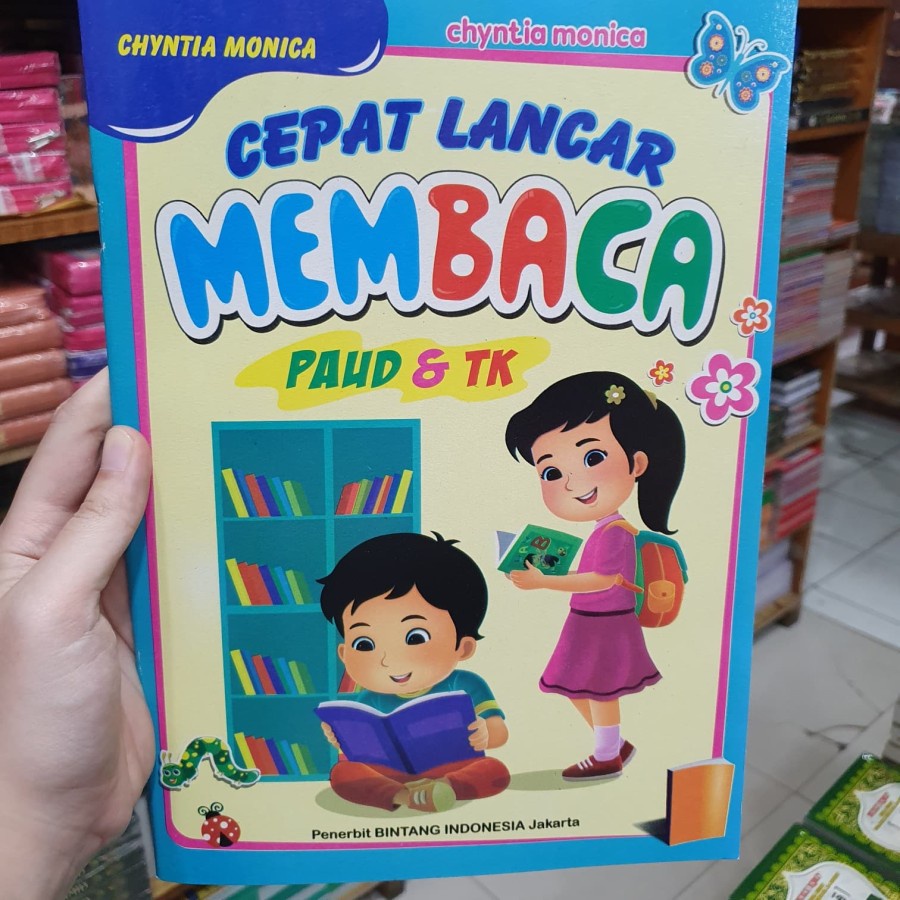 CHYNTIA MONICA
chyntia monica
CEPAT LANCAR
MEMBACA
PAUD & TK
Penerbit BINTANG INDONESIA Jakarta